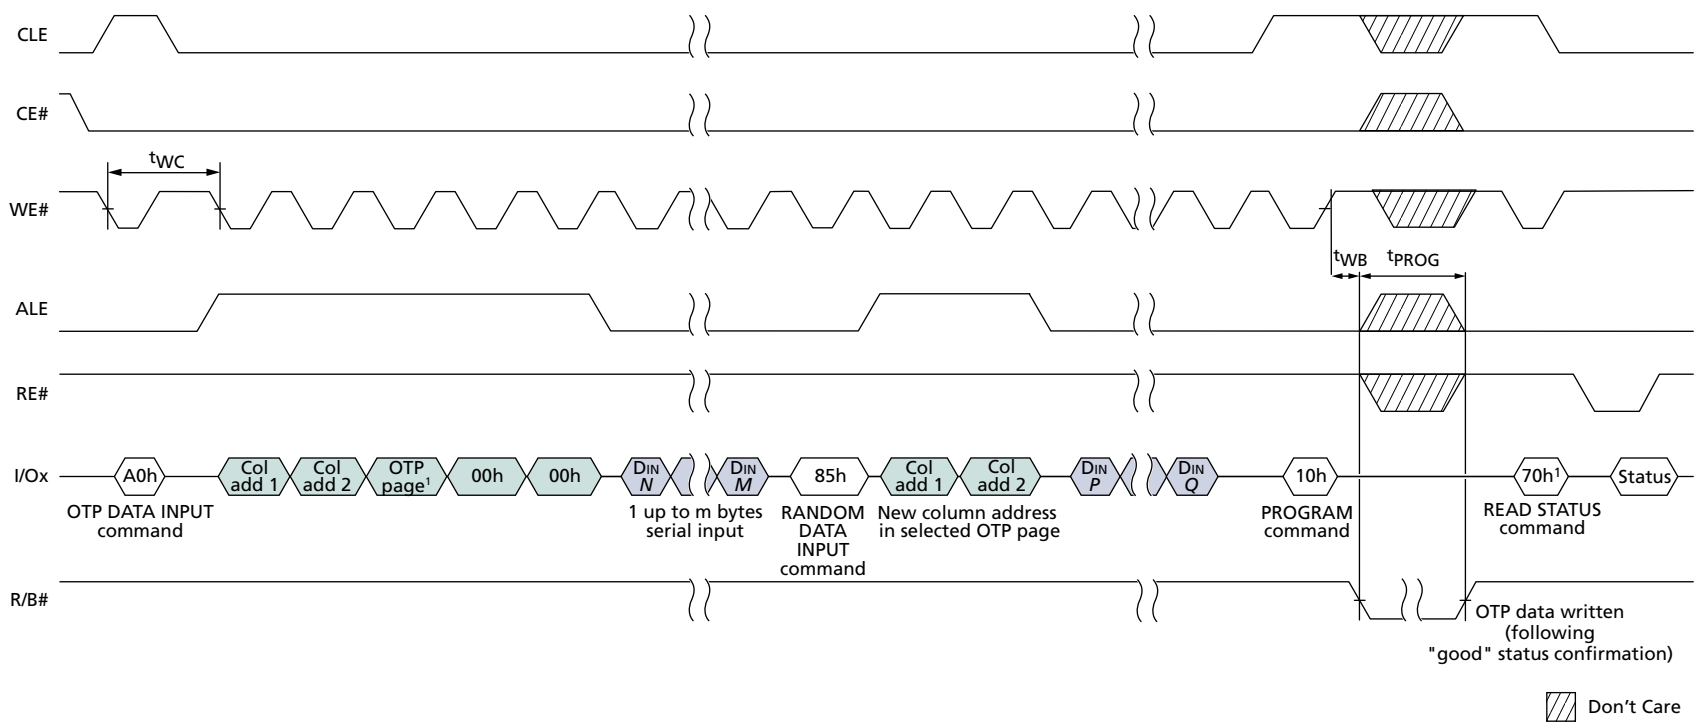 CLE
CE#
tWC
WE#
tWB
tPROG
ALE
RE#
I/Ox
A0h
Col
add 1
Col
add 2
OTP
page¹
00h
00h
DIN
N
DIN
M
85h
Col
add 1
Col
add 2
DIN
P
DIN
Q
10h
70h¹
Status
OTP DATA INPUT
command
1 up to m bytes
serial input
RANDOM
DATA
INPUT
command
New column address
in selected OTP page
PROGRAM
command
READ STATUS
command
R/B#
OTP data written
(following
"good" status confirmation)
Don't Care